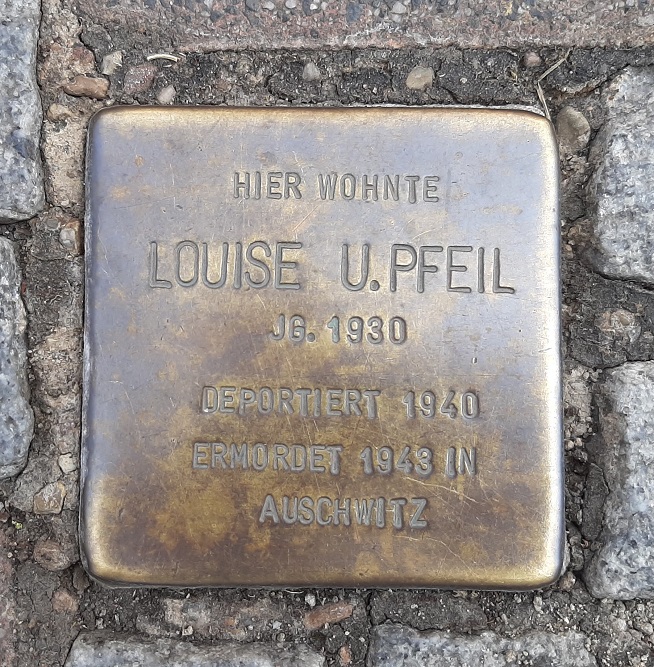 HIER WOHNTE
LOUISE U. PFEIL
JG. 1930
DEPORTIERT 1940
ERMORDET 1943 IN
AUSCHWITZ